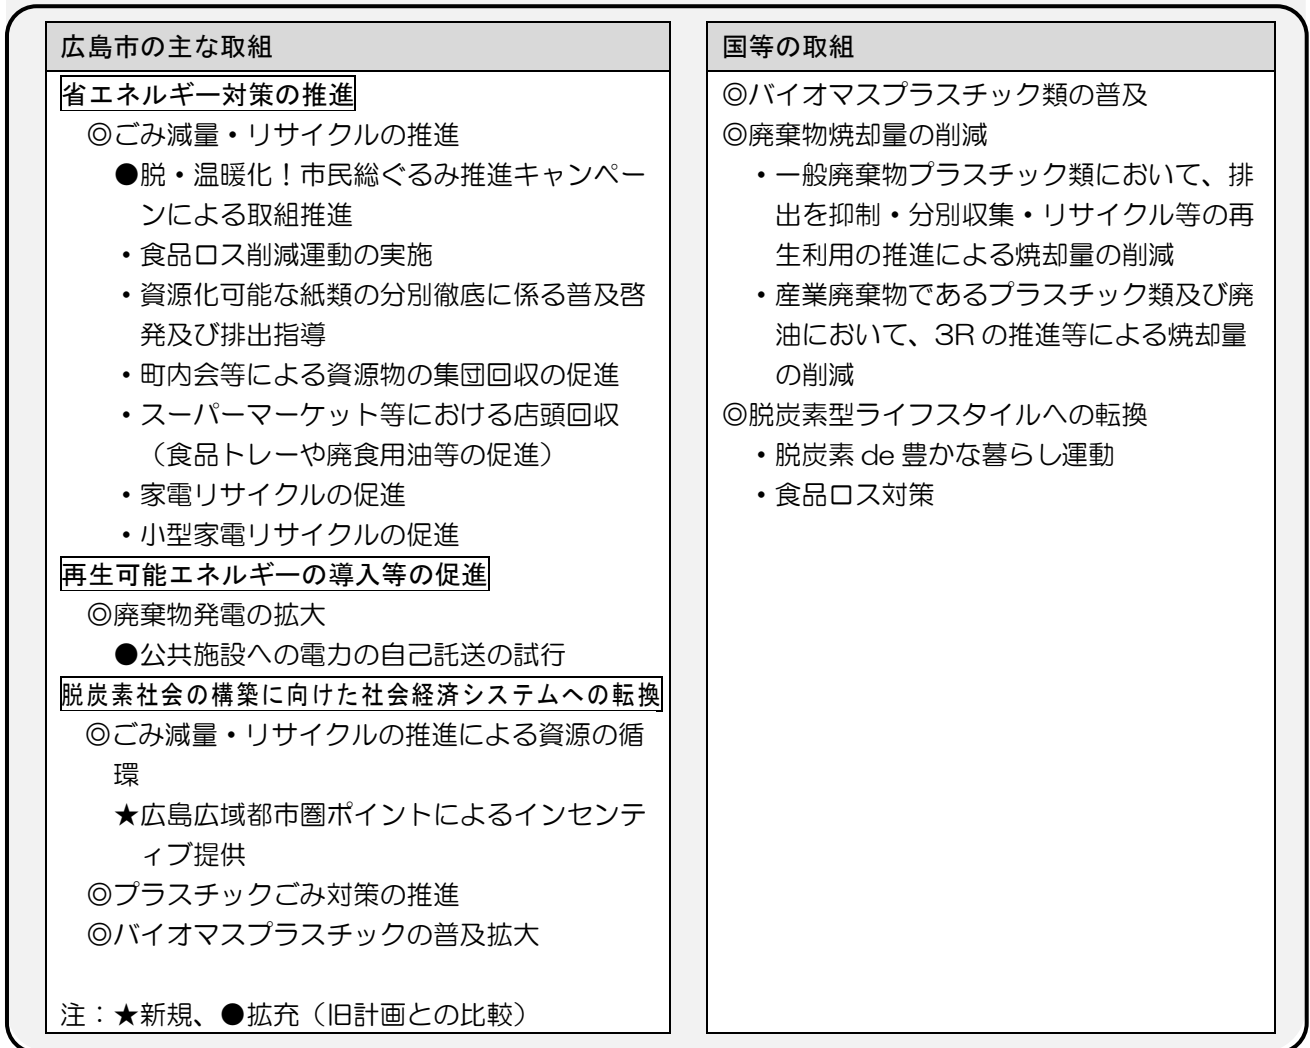 広島市の主な取組
省エネルギー対策の推進
◎ごみ減量・リサイクルの推進
●脱・温暖化！市民総ぐるみ推進キャンペー
ンによる取組推進
・食品ロス削減運動の実施
・資源化可能な紙類の分別徹底に係る普及啓
発及び排出指導
・町内会等による資源物の集団回収の促進
・スーパーマーケット等における店頭回収
（食品トレーや廃食用油等の促進）
・家電リサイクルの促進
・小型家電リサイクルの促進
再生可能エネルギーの導入等の促進
◎廃棄物発電の拡大
●公共施設への電力の自己託送の試行
脱炭素社会の構築に向けた社会経済システムへの転換
◎ごみ減量・リサイクルの推進による資源の循
環
★広島広域都市圏ポイントによるインセンテ
ィブ提供
◎プラスチックごみ対策の推進
◎バイオマスプラスチックの普及拡大
注：★新規、●拡充（旧計画との比較）
国等の取組
◎バイオマスプラスチック類の普及
◎廃棄物焼却量の削減
・一般廃棄物プラスチック類において、排
出を抑制・分別収集・リサイクル等の再
生利用の推進による焼却量の削減
・産業廃棄物であるプラスチック類及び廃
油において、3R の推進等による焼却量
の削減
◎脱炭素型ライフスタイルへの転換
・脱炭素 de 豊かな暮らし運動
・食品ロス対策